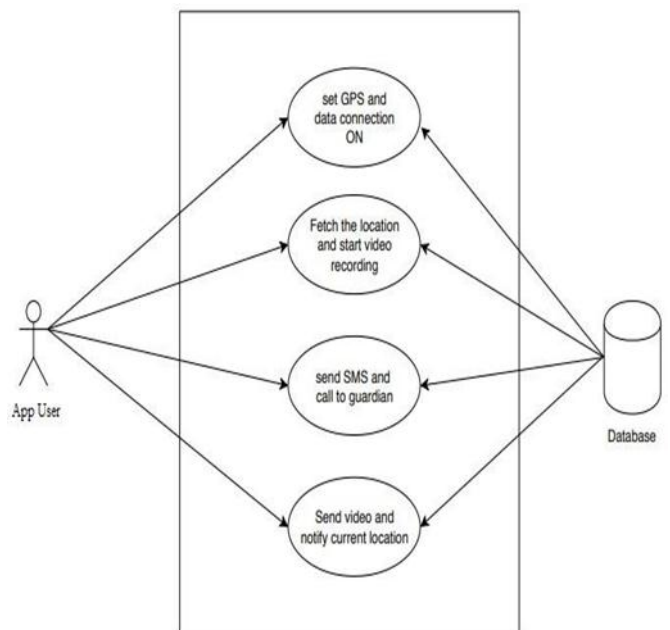 set GPS and
data connection
ON
Fetch the location
and start video
recording
App User
send SMS and
call to guardian
Database
Send video and
notify current location